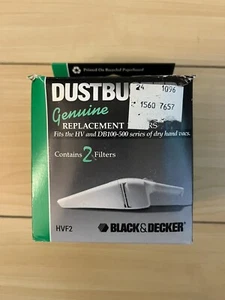 Printed On Recycled Paperboard
DUSTBU
24 1096
1560 7657
Genuine
REPLACEMENT
Fits the HV and DB100-500 series of dry hand vacs.
Contains 2 Filters
BLACK&DECKER
HVF2